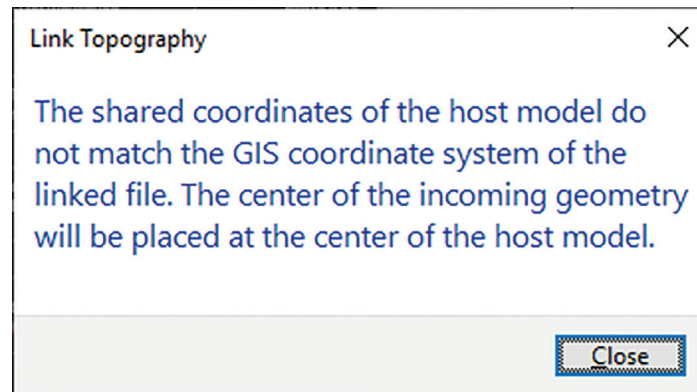 Link Topography
The shared coordinates of the host model do
not match the GIS coordinate system of the
linked file. The center of the incoming geometry
will be placed at the center of the host model.
Close